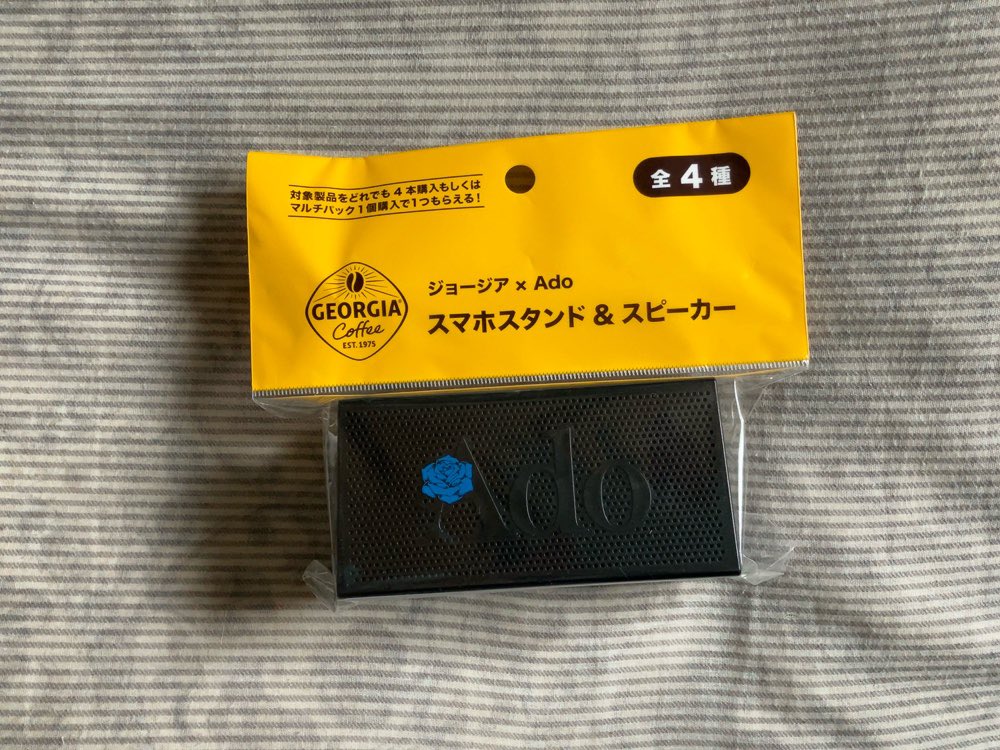 対象製品をどれでも4本購入もしくは
マルチパック1個購入で1つもらえる!
全4種
GEORGIA
Coffee
EST. 1975
ジョージア × Ado
スマホスタンド & スピーカー
Ado